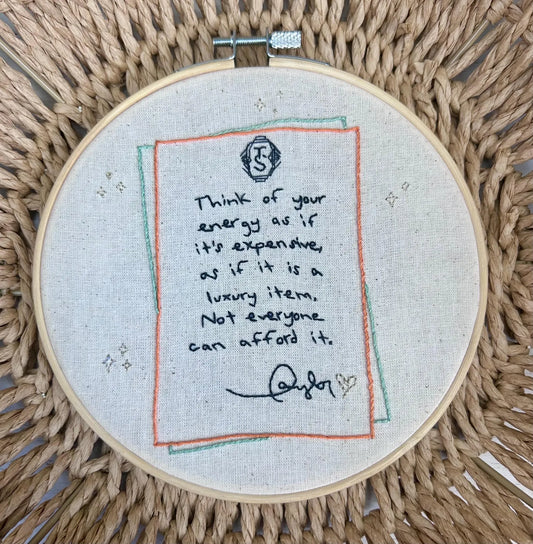 TS
Think of your
energy as if
it's expensive,
as if it is a
luxury item.
Not everyone
can afford it.
Taylor